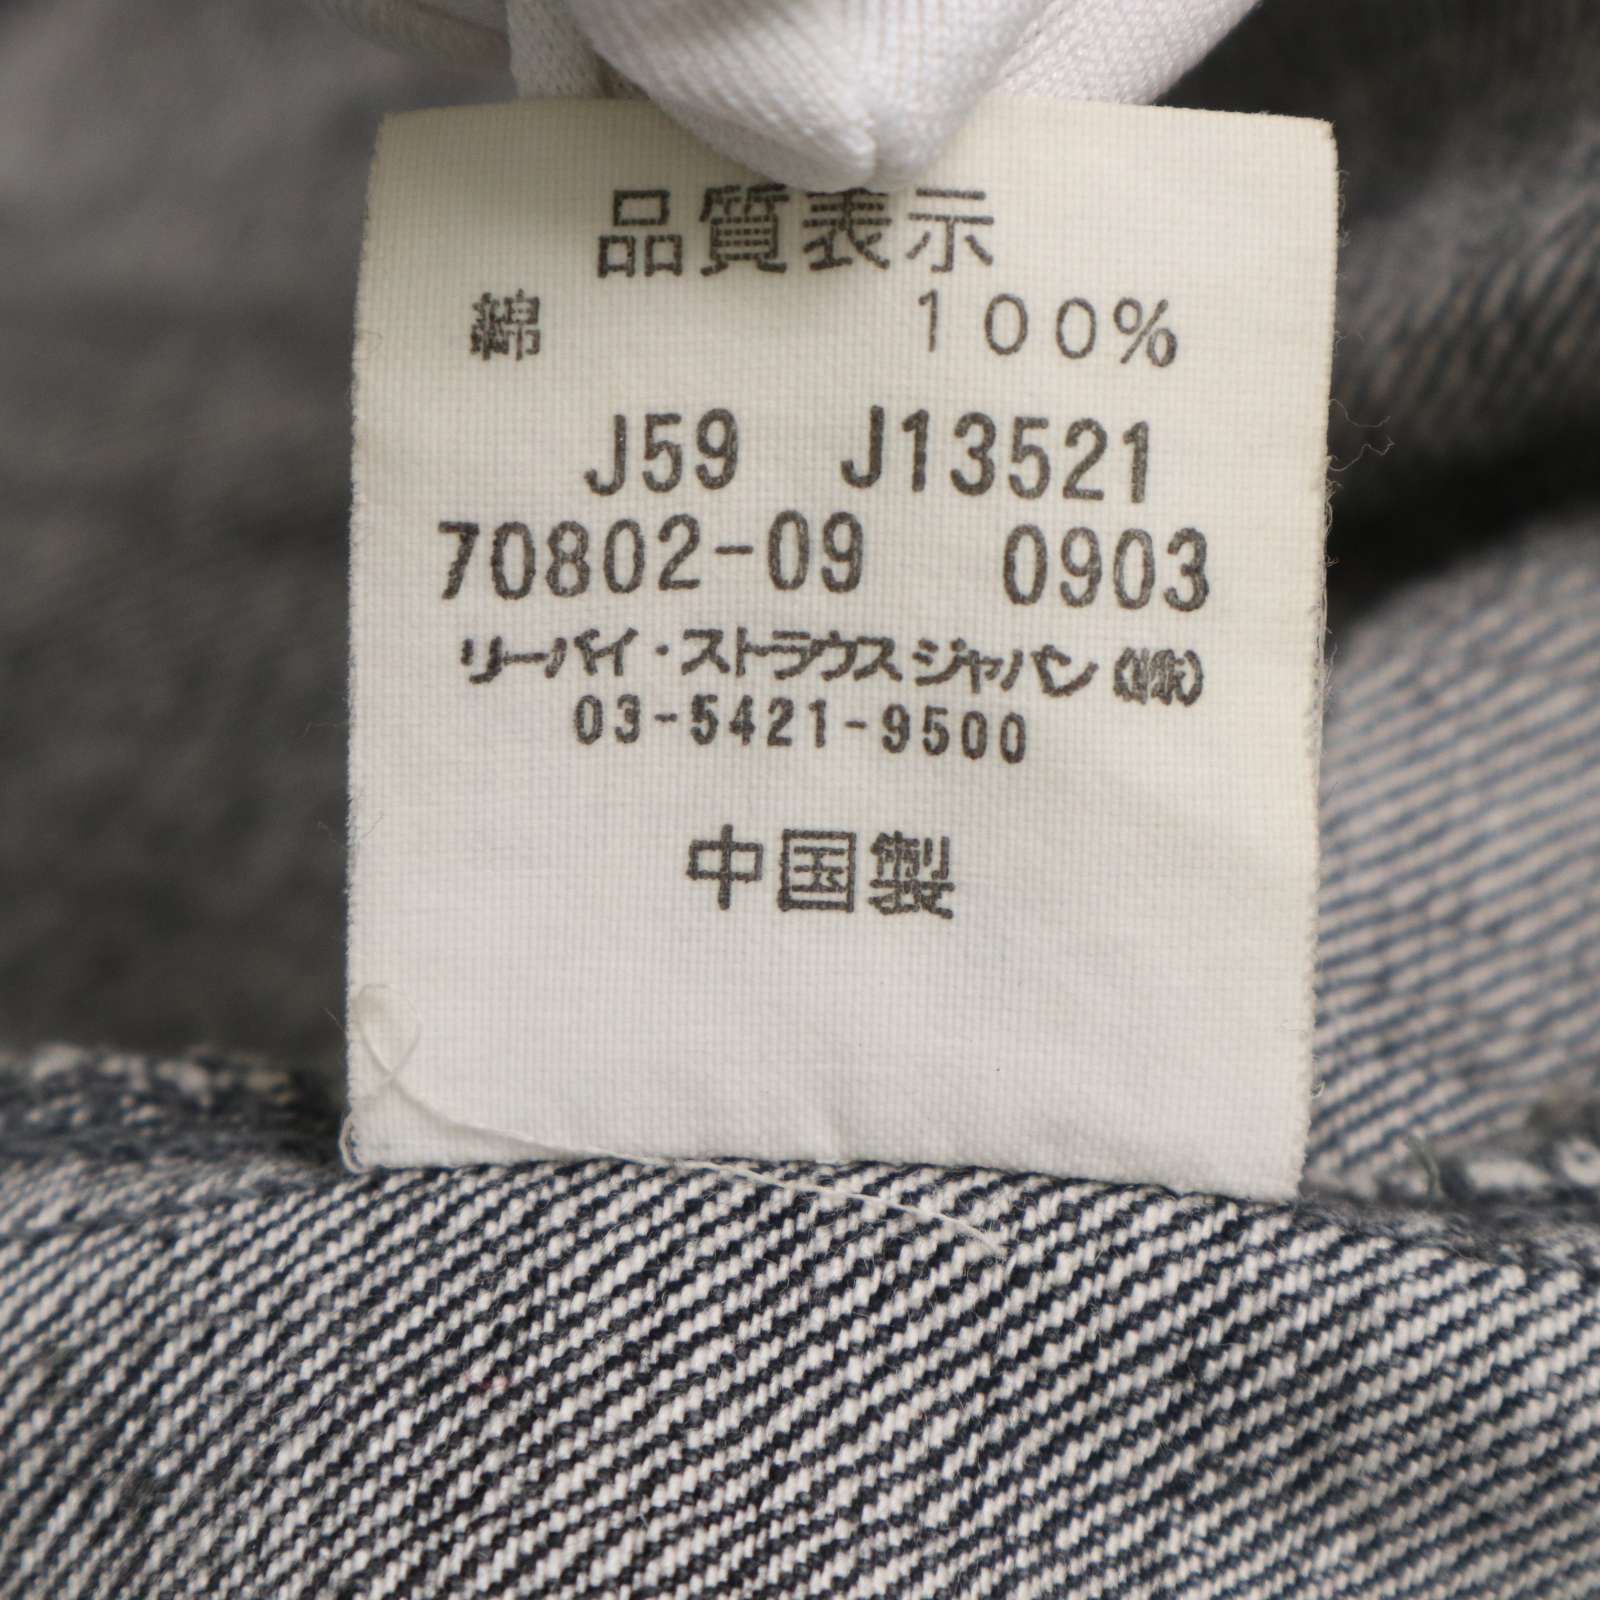 品質表示
綿 100%
J59 J13521
70802-09 0903
リーバイ・ストラウス ジャパン(株)
03-5421-9500
中国製